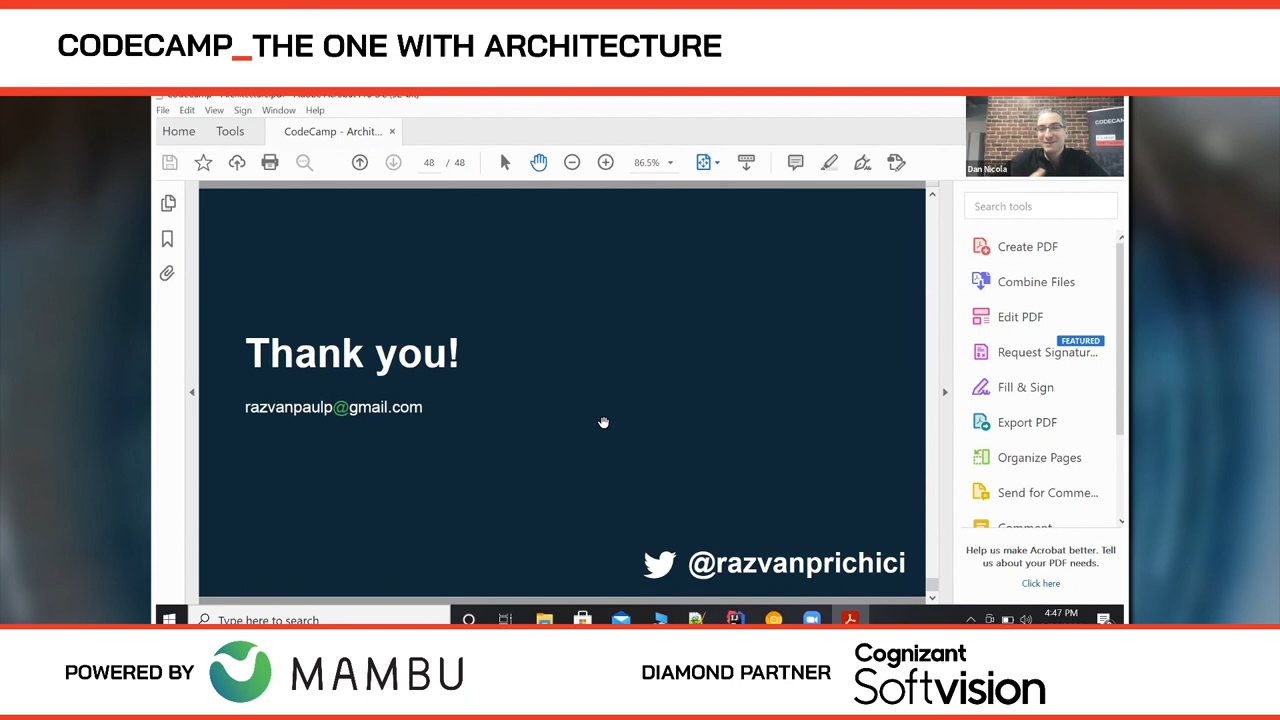 CODECAMP_THE ONE WITH ARCHITECTURE
File Edit View Sign Window Help
Home Tools CodeCamp - Archit... ×
48 / 48 86.5%
CODECAMP
Dan Nicola
Search tools
Create PDF
Combine Files
Edit PDF
FEATURED
Request Signatur...
Fill & Sign
Export PDF
Organize Pages
Send for Comme...
Comment
Help us make Acrobat better. Tell
us about your PDF needs.
Click here
Thank you!
razvanpaulp@gmail.com
@razvanprichici
Type here to search
4:47 PM
POWERED BY MAMBU
DIAMOND PARTNER
Cognizant
Softvision